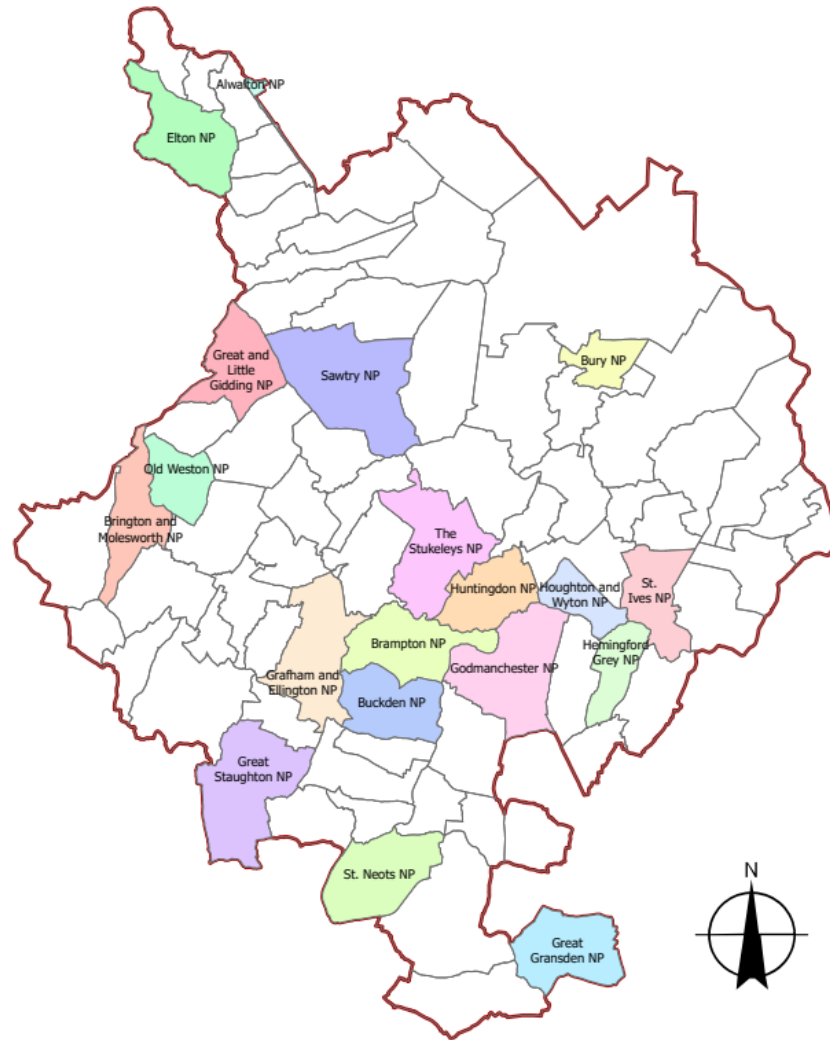 Alwalton NP
Elton NP
Great and
Little
Gidding NP
Sawtry NP
Bury NP
Old Weston NP
Brington and
Molesworth NP
The
Stukeleys NP
Huntingdon NP
Houghton and
Wyton NP
St.
Ives NP
Brampton NP
Godmanchester NP
Hemingford
Grey NP
Grafham and
Ellington NP
Buckden NP
Great
Staughton NP
St. Neots NP
N
Great
Gransden NP